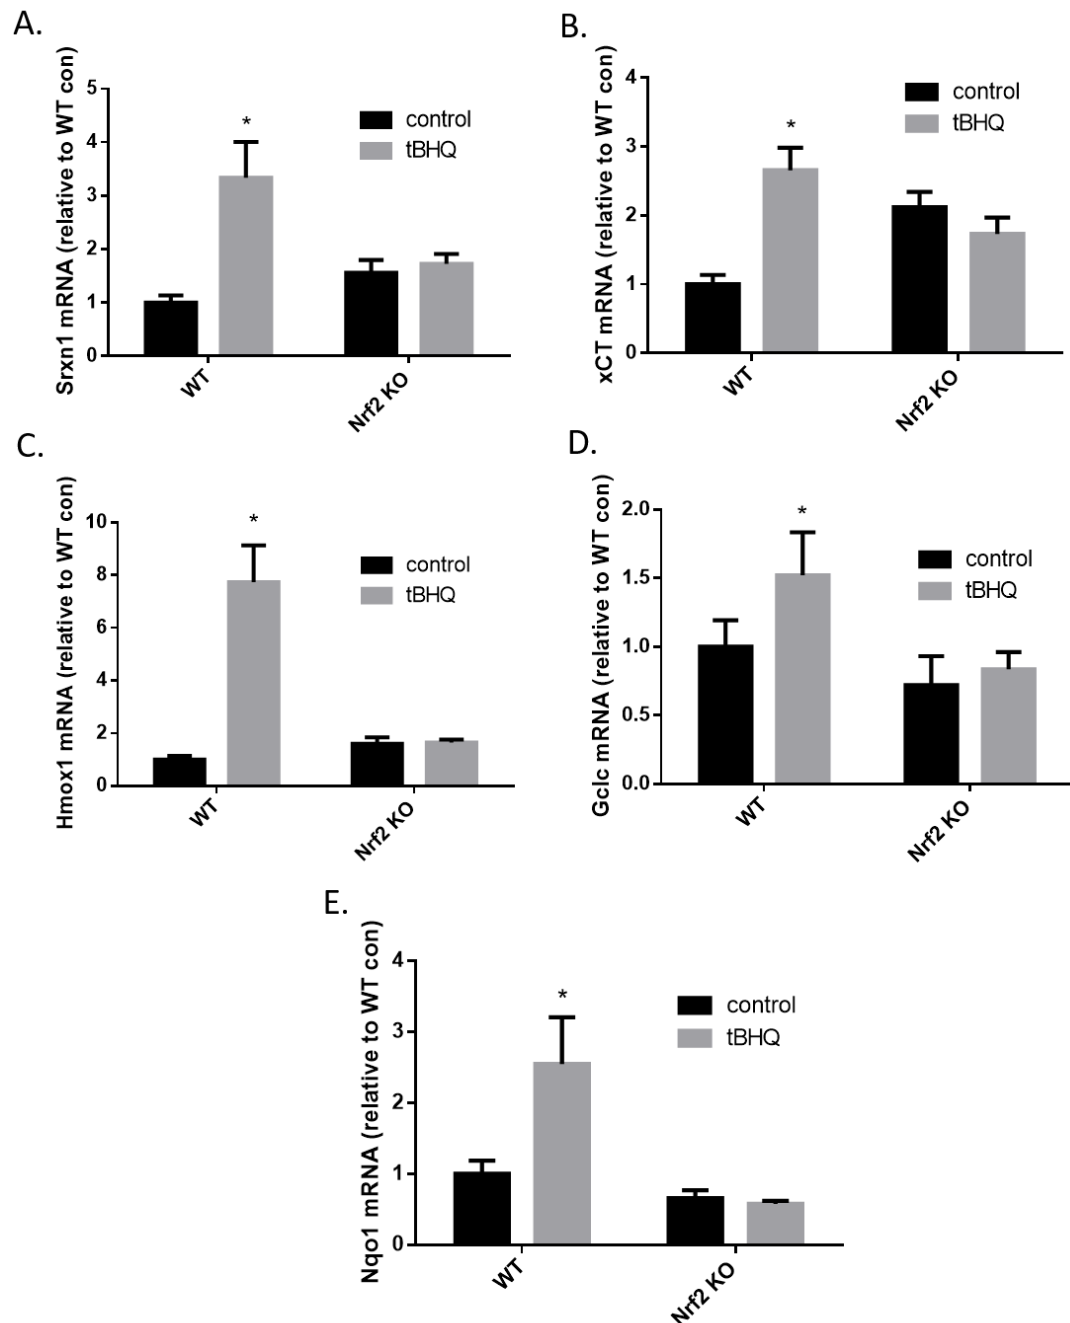 A.
Srxn1 mRNA (relative to WT con)
5
4
3
2
1
0
*
control
tBHQ
WT
Nrf2 KO
B.
xCT mRNA (relative to WT con)
4
3
2
1
0
*
control
tBHQ
WT
Nrf2 KO
C.
Hmox1 mRNA (relative to WT con)
10
8
6
4
2
0
*
control
tBHQ
WT
Nrf2 KO
D.
Gclc mRNA (relative to WT con)
2.0
1.5
1.0
0.5
0.0
*
control
tBHQ
WT
Nrf2 KO
E.
Nqo1 mRNA (relative to WT con)
4
3
2
1
0
*
control
tBHQ
WT
Nrf2 KO